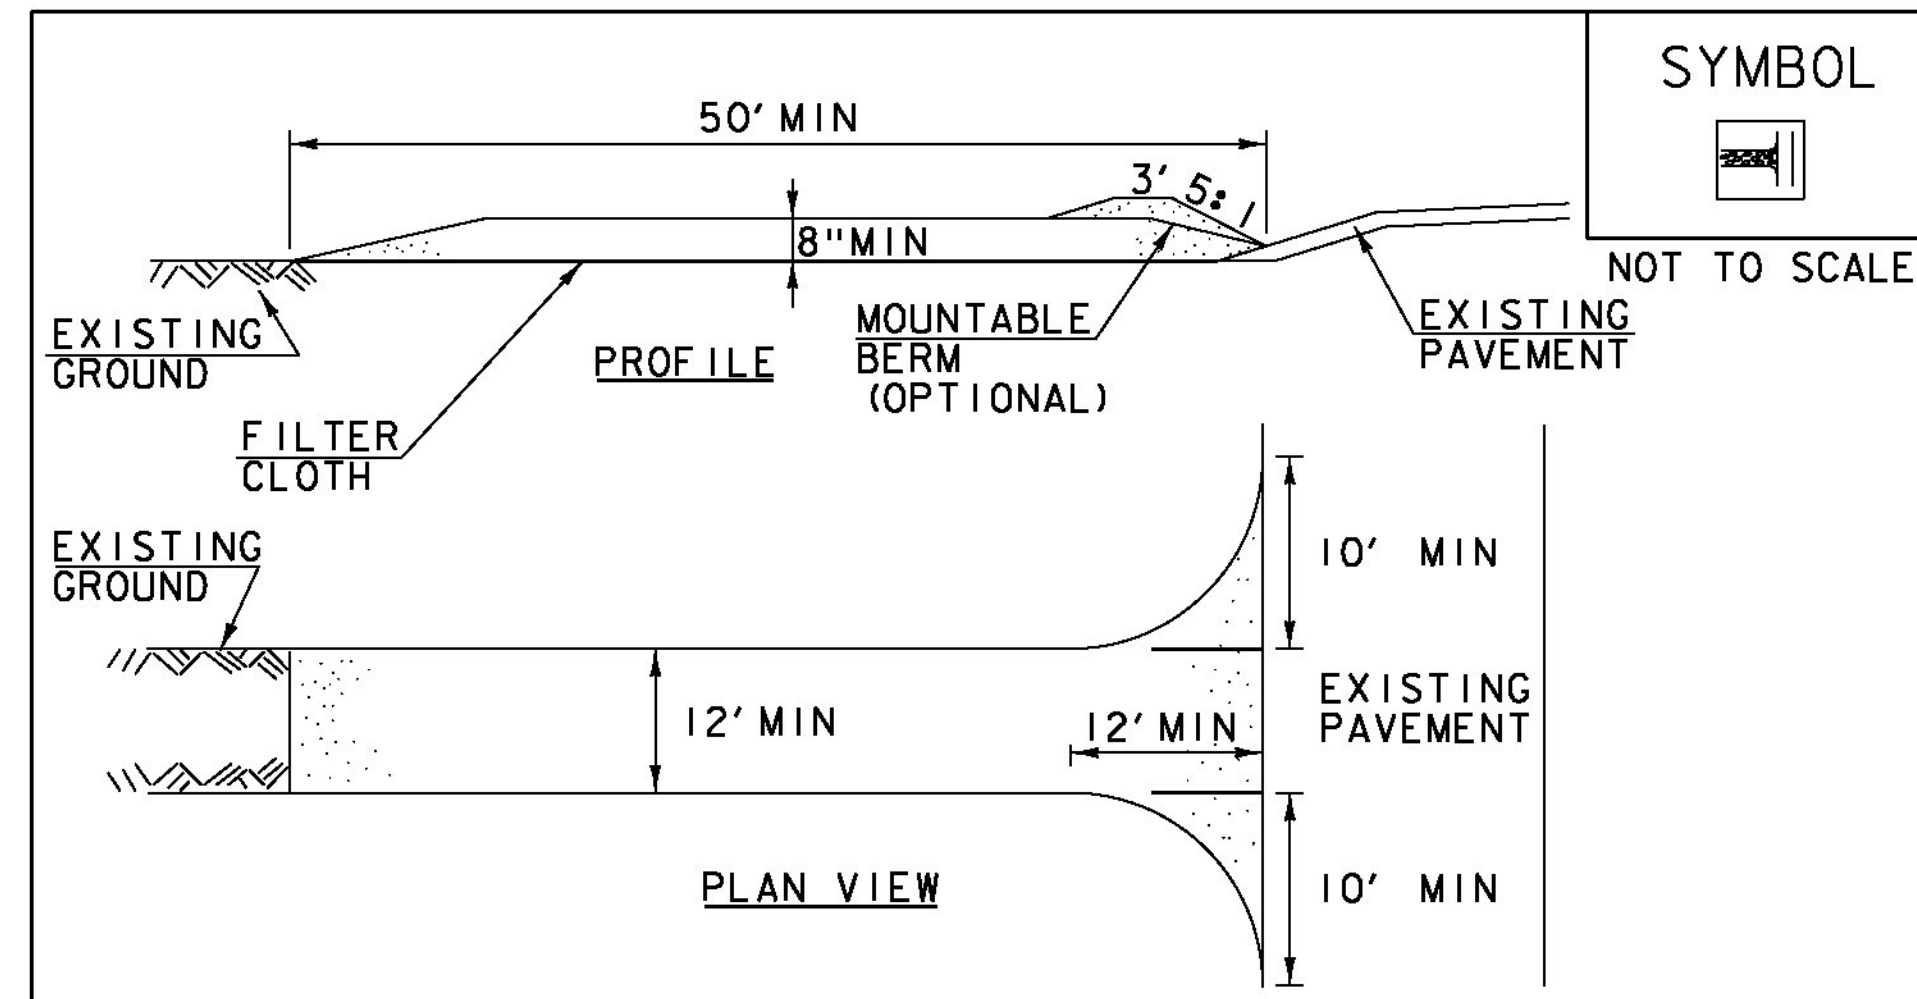 SYMBOL
NOT TO SCALE
50' MIN
3' 5:1
8" MIN
EXISTING
GROUND
PROFILE
MOUNTABLE
BERM
(OPTIONAL)
EXISTING
PAVEMENT
FILTER
CLOTH
EXISTING
GROUND
10' MIN
12' MIN
12' MIN
EXISTING
PAVEMENT
10' MIN
PLAN VIEW